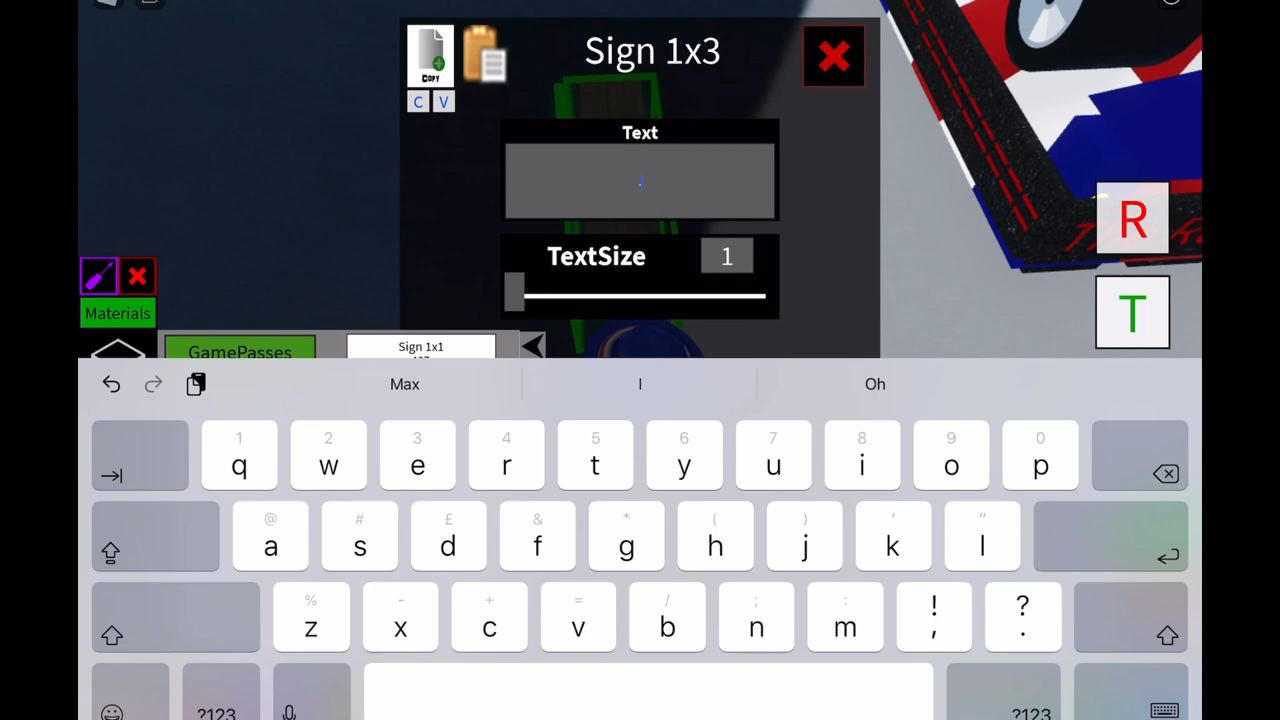 COPY
Sign 1x3
C V
Text
.
TextSize 1
R
T
Materials
GamePasses
Sign 1x1
Max I Oh
1 2 3 4 5 6 7 8 9 0
q w e r t y u i o p
@ # £ & * ( ) ' "
a s d f g h j k l
% - + = / ; : ! ?
z x c v b n m , .
?123 ?123